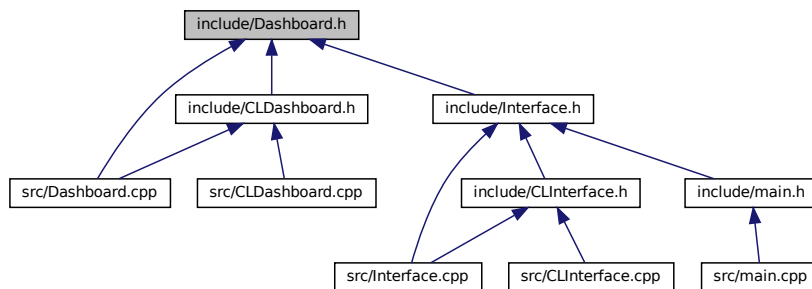 include/Dashboard.h
include/CLDashboard.h
include/Interface.h
src/Dashboard.cpp
src/CLDashboard.cpp
include/CLInterface.h
include/main.h
src/Interface.cpp
src/CLInterface.cpp
src/main.cpp